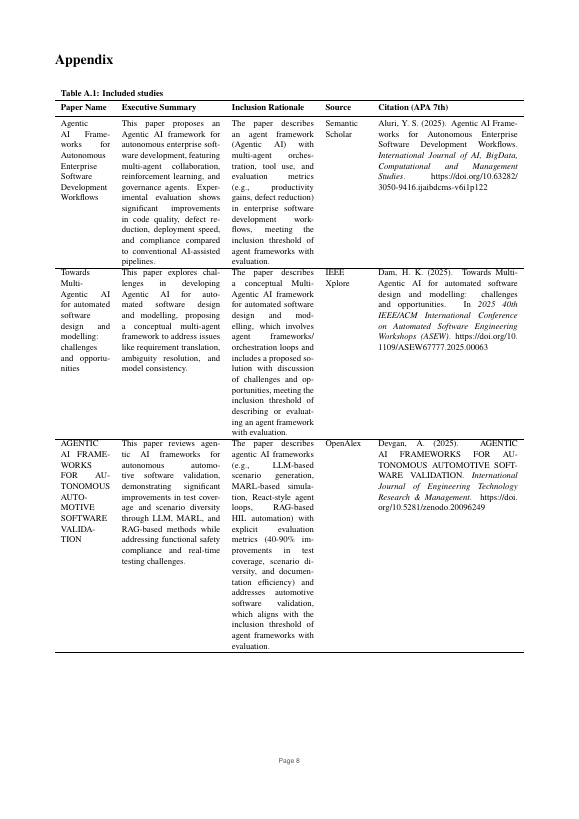 Appendix
Table A.1: Included studies
Paper Name
Executive Summary
Inclusion Rationale
Source
Citation (APA 7th)
Agentic
AI Frame-
works for
Autonomous
Enterprise
Software
Development
Workflows
This paper proposes an
Agentic AI framework for
autonomous enterprise soft-
ware development, featuring
multi-agent collaboration,
reinforcement learning, and
governance agents. Exper-
imental evaluation shows
significant improvements
in code quality, defect re-
duction, deployment speed,
and compliance compared
to conventional AI-assisted
pipelines.
The paper describes
an agent framework
(Agentic AI) with
multi-agent orches-
tration, tool use, and
evaluation metrics
(e.g., productivity
gains, defect reduction)
in enterprise software
development work-
flows, meeting the
inclusion threshold of
agent frameworks with
evaluation.
Semantic
Scholar
Aluri, Y. S. (2025). Agentic AI Frame-
works for Autonomous Enterprise
Software Development Workflows.
International Journal of AI, BigData,
Computational and Management
Studies. https://doi.org/10.63282/
3050-9416.ijaibdcms-v6i1p122
Towards
Multi-
Agentic AI
for automated
software
design and
modelling:
challenges
and opportu-
nities
This paper explores chal-
lenges in developing
Agentic AI for auto-
mated software design
and modelling, proposing
a conceptual multi-agent
framework to address issues
like requirement translation,
ambiguity resolution, and
model consistency.
The paper describes
a conceptual Multi-
Agentic AI framework
for automated software
design and mod-
elling, which involves
agent frameworks/
orchestration loops and
includes a proposed so-
lution with discussion
of challenges and op-
portunities, meeting the
inclusion threshold of
describing or evaluat-
ing an agent framework
with evaluation.
IEEE
Xplore
Dam, H. K. (2025). Towards Multi-
Agentic AI for automated software
design and modelling: challenges
and opportunities. In 2025 40th
IEEE/ACM International Conference
on Automated Software Engineering
Workshops (ASEW). https://doi.org/10.
1109/ASEW67777.2025.00063
AGENTIC
AI FRAME-
WORKS
FOR AU-
TONOMOUS
AUTO-
MOTIVE
SOFTWARE
VALIDA-
TION
This paper reviews agen-
tic AI frameworks for
autonomous automo-
tive software validation,
demonstrating significant
improvements in test cover-
age and scenario diversity
through LLM, MARL, and
RAG-based methods while
addressing functional safety
compliance and real-time
testing challenges.
The paper describes
agentic frameworks
(e.g., LLM-based
scenario generation,
MARL-based simula-
tion, React-style agent
loops, RAG-based
HIL automation) with
explicit evaluation
metrics (40-90% im-
provements in test
coverage, scenario di-
versity, and documen-
tation efficiency) and
addresses automotive
software validation,
which aligns with the
inclusion threshold of
agent frameworks with
evaluation.
OpenAlex
Devgan, A. (2025). AGENTIC
AI FRAMEWORKS FOR AU-
TONOMOUS AUTOMOTIVE SOFT-
WARE VALIDATION. International
Journal of Engineering Technology
Research & Management. https://doi.
org/10.5281/zenodo.20096249
Page 8